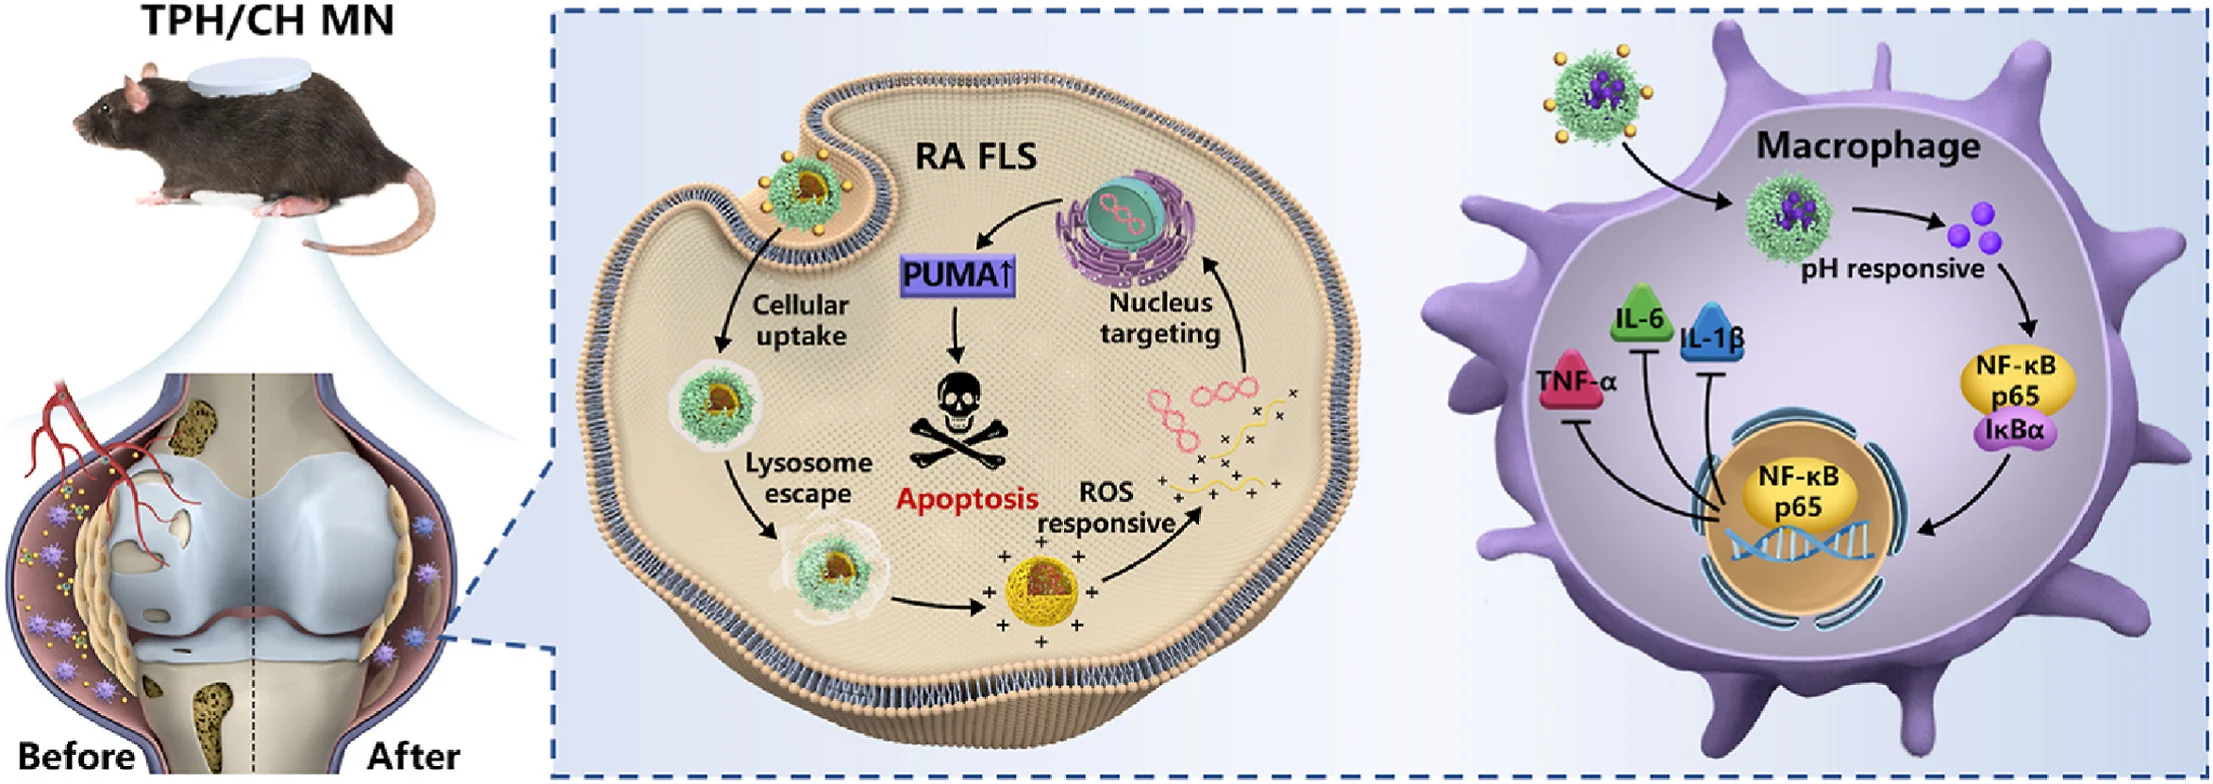 TPH/CH MN
Before
After
RA FLS
Cellular
uptake
Lysosome
escape
ROS
responsive
Nucleus
targeting
PUMA↑
Apoptosis
Macrophage
pH responsive
NF-κB
p65
IκBα
NF-κB
p65
TNF-α
IL-6
IL-1β